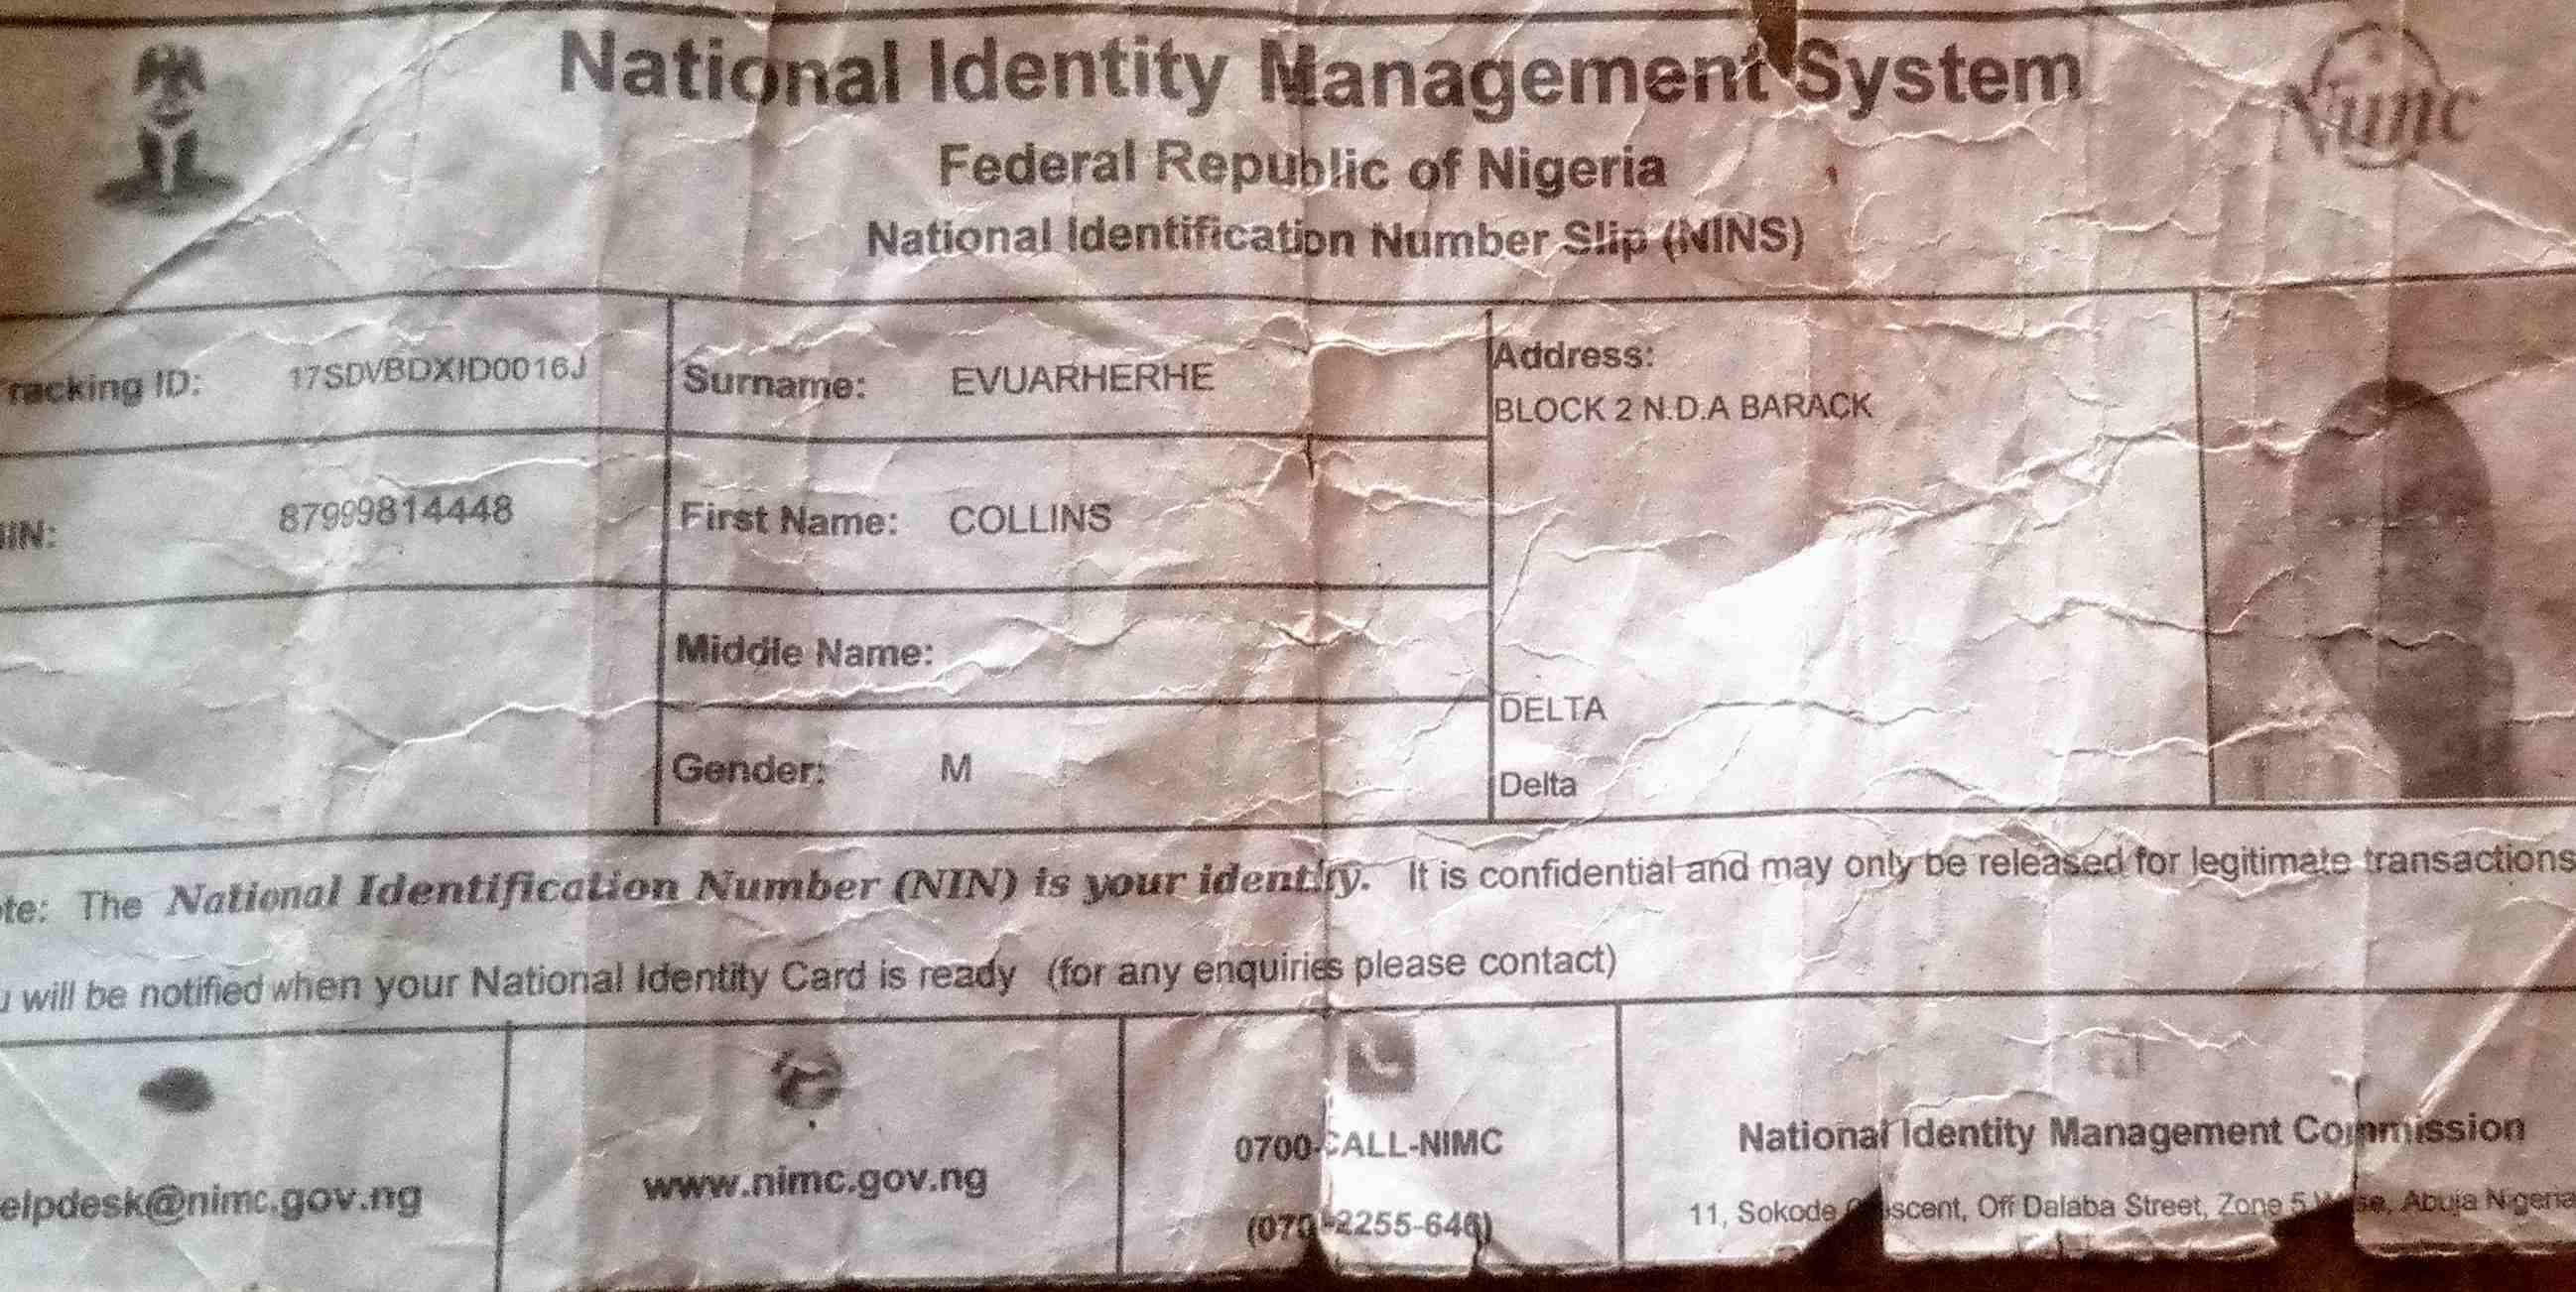 National Identity Management System
Federal Republic of Nigeria
National Identification Number Slip (NINS)
Nimc
racking ID: 17SDVBDXID0016J
Surname: EVUARHERHE
Address:
BLOCK 2 N.D.A BARACK
IIN: 87999814448
First Name: COLLINS
Middle Name:
DELTA
Gender: M
Delta
te: The National Identification Number (NIN) is your identity. It is confidential and may only be released for legitimate transactions
u will be notified when your National Identity Card is ready (for any enquiries please contact)
elpdesk@nimc.gov.ng
www.nimc.gov.ng
0700-CALL-NIMC
2255-646)
National Identity Management Commission
11, Sokode Off Dalaba Street, Zone 5 Abuja Nigeria